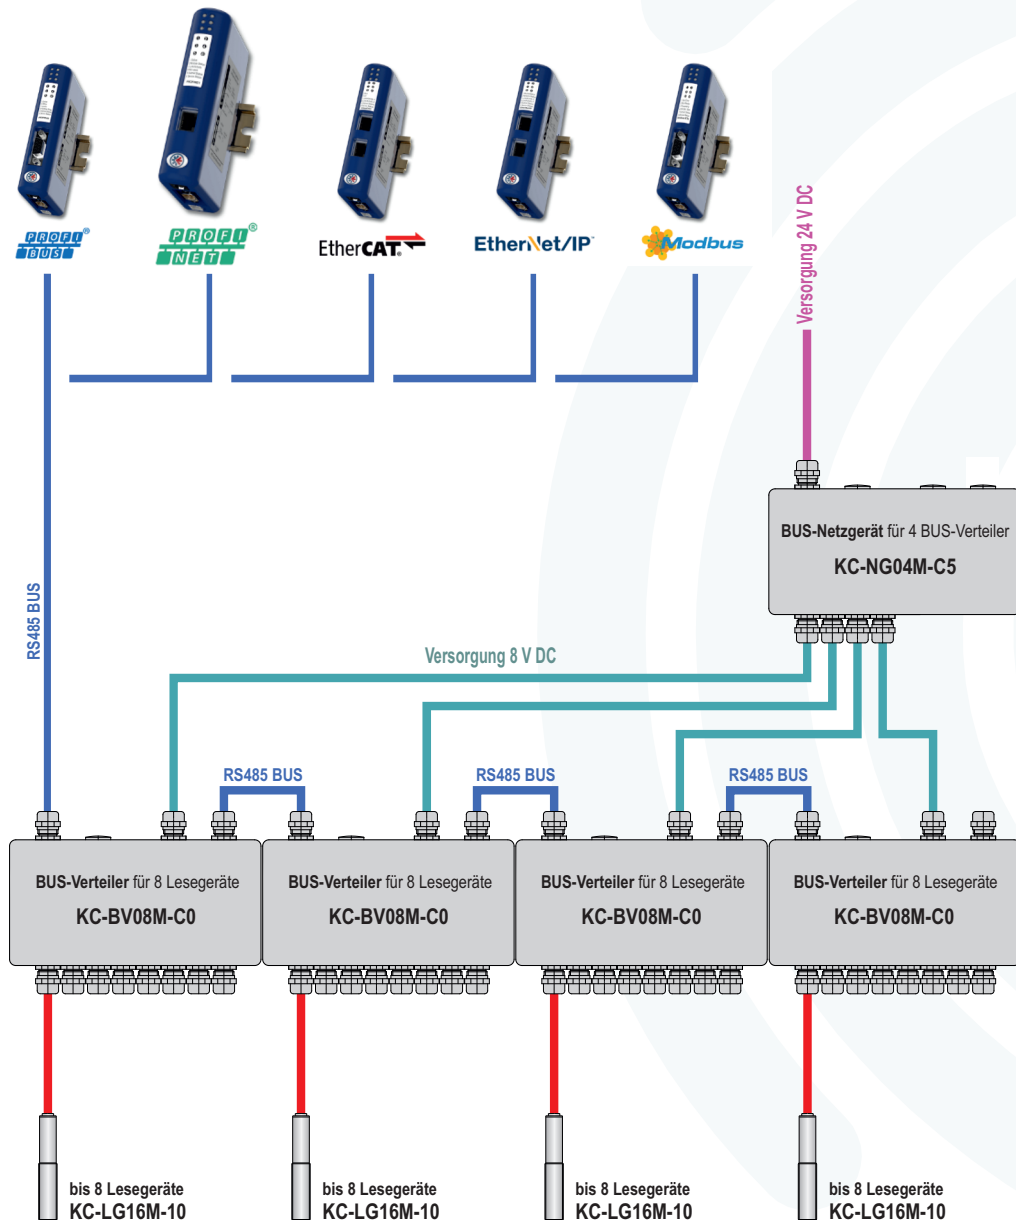 PROFI®
BUS
PROFI®
NET
EtherCAT®
EtherNet/IP™
Modbus
Versorgung 24 V DC
BUS-Netzgerät für 4 BUS-Verteiler
KC-NG04M-C5
RS485 BUS
Versorgung 8 V DC
RS485 BUS
RS485 BUS
RS485 BUS
BUS-Verteiler für 8 Lesegeräte
KC-BV08M-C0
BUS-Verteiler für 8 Lesegeräte
KC-BV08M-C0
BUS-Verteiler für 8 Lesegeräte
KC-BV08M-C0
BUS-Verteiler für 8 Lesegeräte
KC-BV08M-C0
bis 8 Lesegeräte
KC-LG16M-10
bis 8 Lesegeräte
KC-LG16M-10
bis 8 Lesegeräte
KC-LG16M-10
bis 8 Lesegeräte
KC-LG16M-10